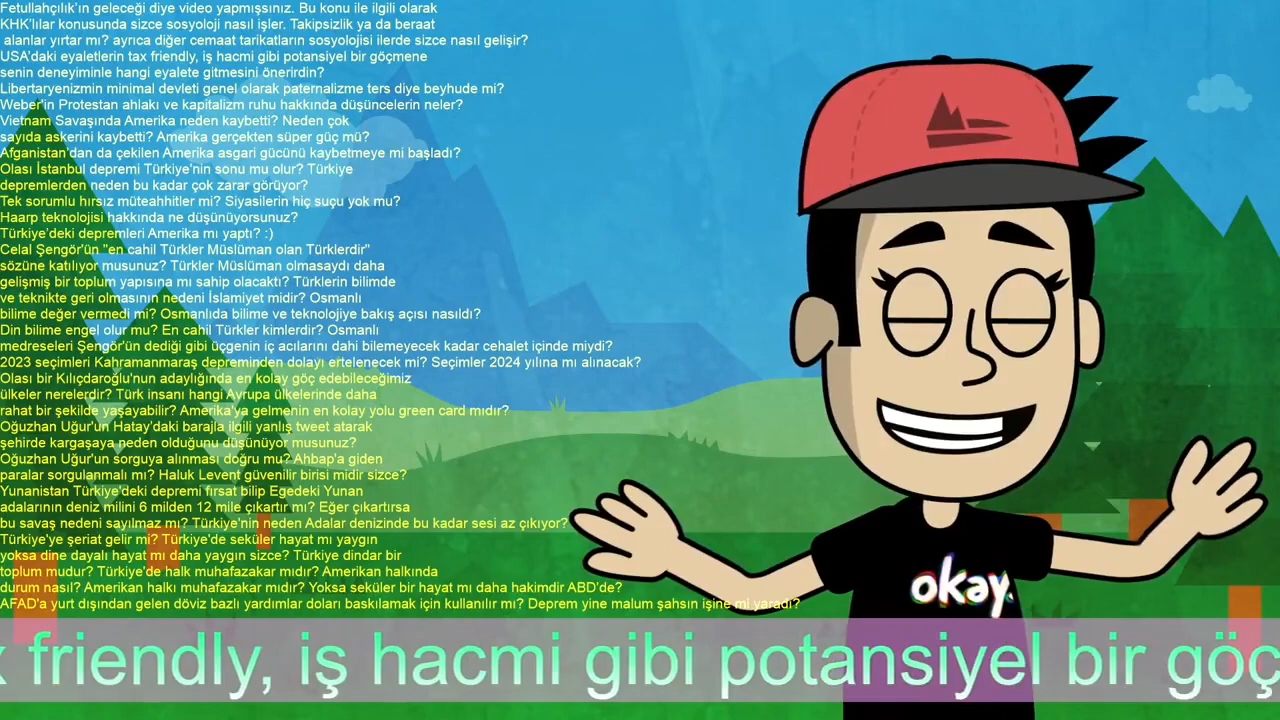 Fetullahçılık'ın geleceği diye video yapmışsınız. Bu konu ile ilgili olarak
KHK'lılar konusunda sizce sosyoloji nasıl işler. Takipsizlik ya da beraat
alanlar yırtar mı? ayrıca diğer cemaat tarikatların sosyolojisi ilerde sizce nasıl gelişir?
USA'daki eyaletlerin tax friendly, iş hacmi gibi potansiyel bir göçmene
senin deneyiminle hangi eyalete gitmesini önerirdin?
Libertaryenizmin minimal devleti genel olarak paternalizme ters diye beyhude mi?
Weber'in Protestan ahlakı ve kapitalizm ruhu hakkında düşüncelerin neler?
Vietnam Savaşında Amerika neden kaybetti? Neden çok
sayıda askerini kaybetti? Amerika gerçekten süper güç mü?
Afganistan'dan da çekilen Amerika asgari gücünü kaybetmeye mi başladı?
Olası İstanbul depremi Türkiye'nin sonu mu olur? Türkiye
depremlerden neden bu kadar çok zarar görüyor?
Tek sorumlu hırsız müteahhitler mi? Siyasilerin hiç suçu yok mu?
Haarp teknolojisi hakkında ne düşünüyorsunuz?
Türkiye'deki depremleri Amerika mı yaptı? :)
Celal Şengör'ün "en cahil Türkler Müslüman olan Türklerdir"
sözüne katılıyor musunuz? Türkler Müslüman olmasaydı daha
gelişmiş bir toplum yapısına mı sahip olacaktı? Türklerin bilimde
ve teknikte geri olmasının nedeni İslamiyet midir? Osmanlı
bilime değer vermedi mi? Osmanlıda bilime ve teknolojiye bakış açısı nasıldı?
Din bilime engel olur mu? En cahil Türkler kimlerdir? Osmanlı
medreseleri Şengör'ün dediği gibi üçgenin iç acılarını dahi bilemeyecek kadar cehalet içinde miydi?
2023 seçimleri Kahramanmaraş depreminden dolayı ertelenecek mi? Seçimler 2024 yılına mı alınacak?
Olası bir Kılıçdaroğlu'nun adaylığında en kolay göç edebileceğimiz
ülkeler nerelerdir? Türk insanı hangi Avrupa ülkelerinde daha
rahat bir şekilde yaşayabilir? Amerika'ya gelmenin en kolay yolu green card mıdır?
Oğuzhan Uğur'un Hatay'daki barajla ilgili yanlış tweet atarak
şehirde kargaşaya neden olduğunu düşünüyor musunuz?
Oğuzhan Uğur'un sorguya alınması doğru mu? Ahbap'a giden
paralar sorgulanmalı mı? Haluk Levent güvenilir birisi midir sizce?
Yunanistan Türkiye'deki depremi fırsat bilip Egedeki Yunan
adalarının deniz milini 6 milden 12 mile çıkartır mı? Eğer çıkartırsa
bu savaş nedeni sayılmaz mı? Türkiye'nin neden Adalar denizinde bu kadar sesi az çıkıyor?
Türkiye'ye şeriat gelir mi? Türkiye'de seküler hayat mı yaygın
yoksa dine dayalı hayat mı daha yaygın sizce? Türkiye dindar bir
toplum mudur? Türkiye'de halk muhafazakar mıdır? Amerikan halkında
durum nasıl? Amerikan halkı muhafazakar mıdır? Yoksa seküler bir hayat mı daha hakimdir ABD'de?
AFAD'a yurt dışından gelen döviz bazlı yardımlar doları baskılamak için kullanılır mı? Deprem yine malum şahsın işine mi yaradı?
okay.
x friendly, iş hacmi gibi potansiyel bir göç